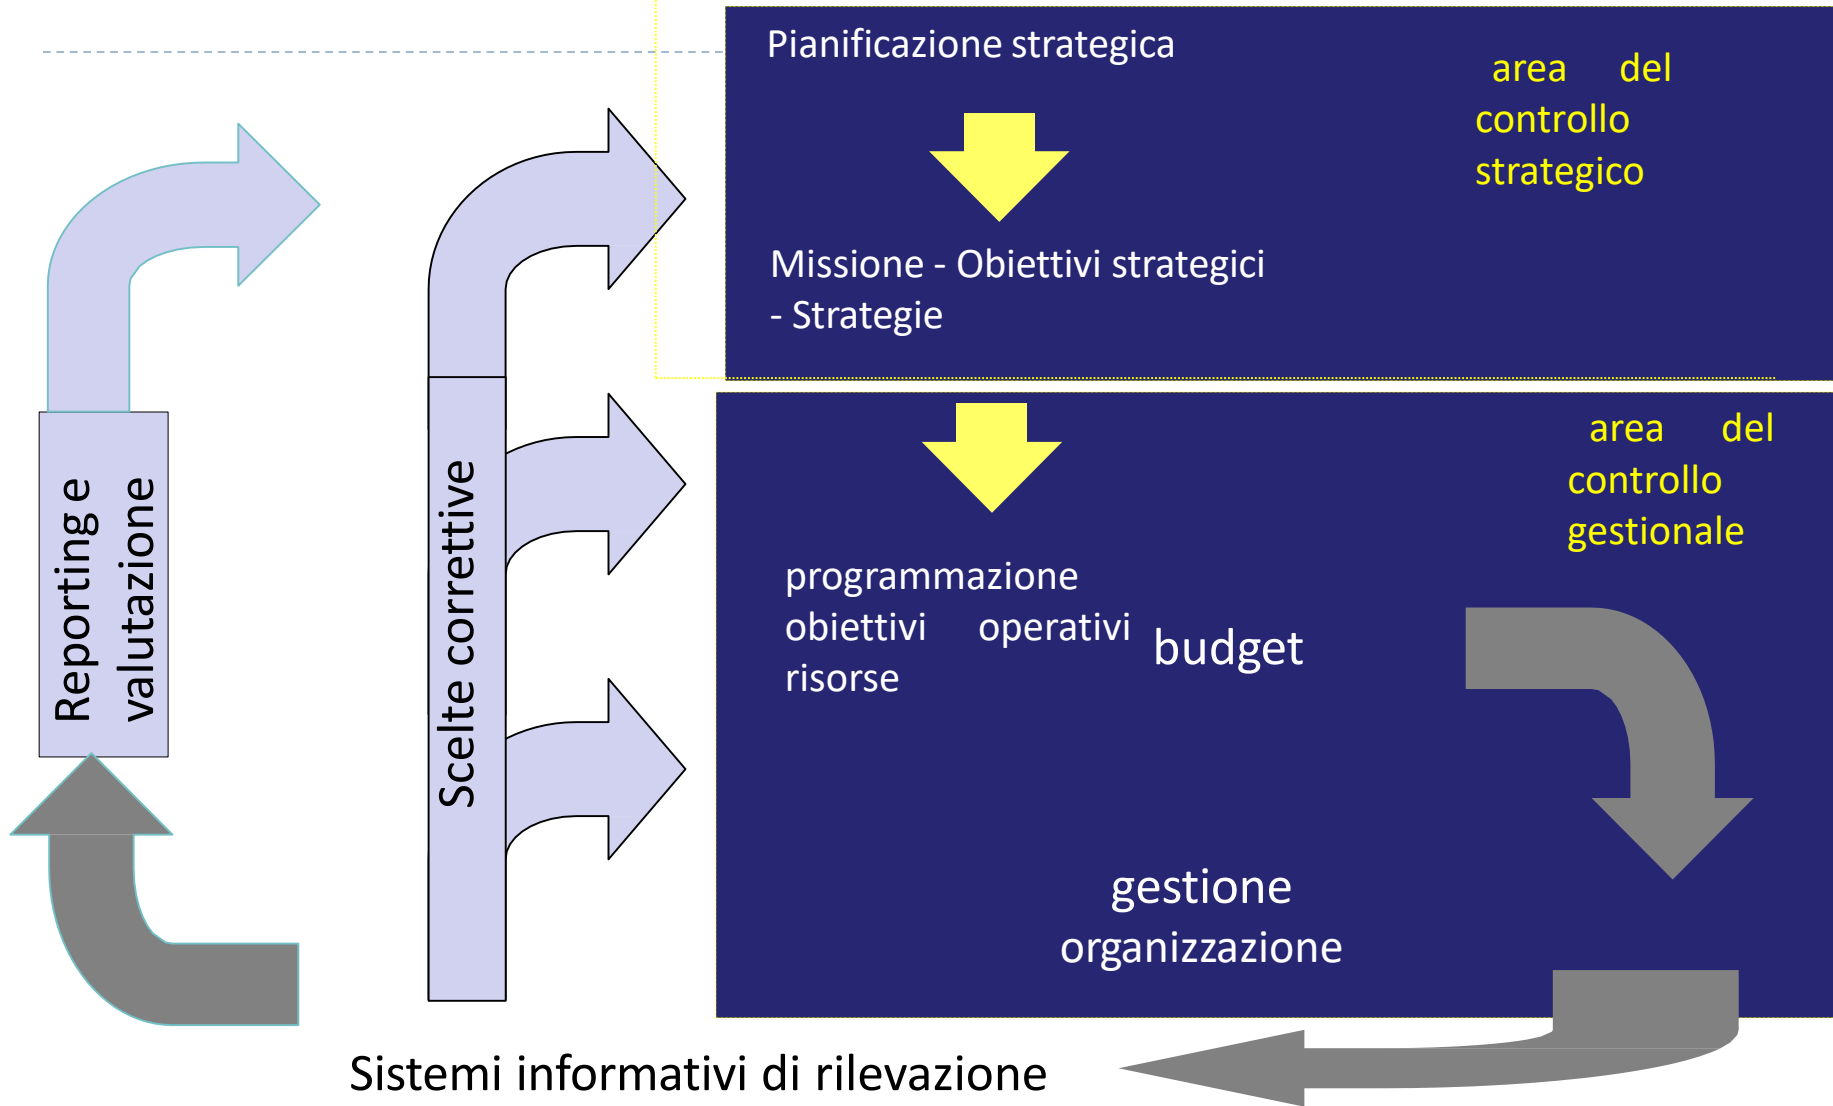 Pianificazione strategica
area del
controllo
strategico
Missione - Obiettivi strategici
- Strategie
area del
controllo
gestionale
programmazione
obiettivi operativi
risorse
budget
gestione
organizzazione
Reporting e
valutazione
Scelte correttive
Sistemi informativi di rilevazione